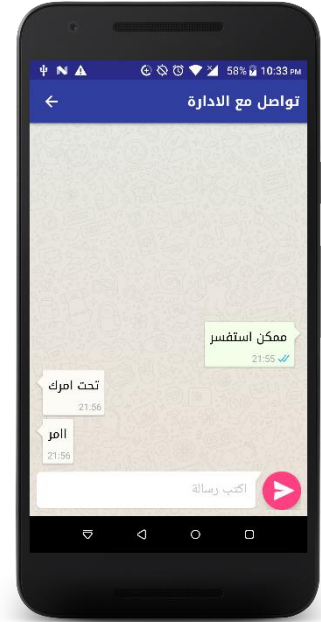 58% 10:33 PM
تواصل مع الادارة
ممكن استفسر
21:55
تحت امرك
21:56
اامر
21:56
اكتب رسالة